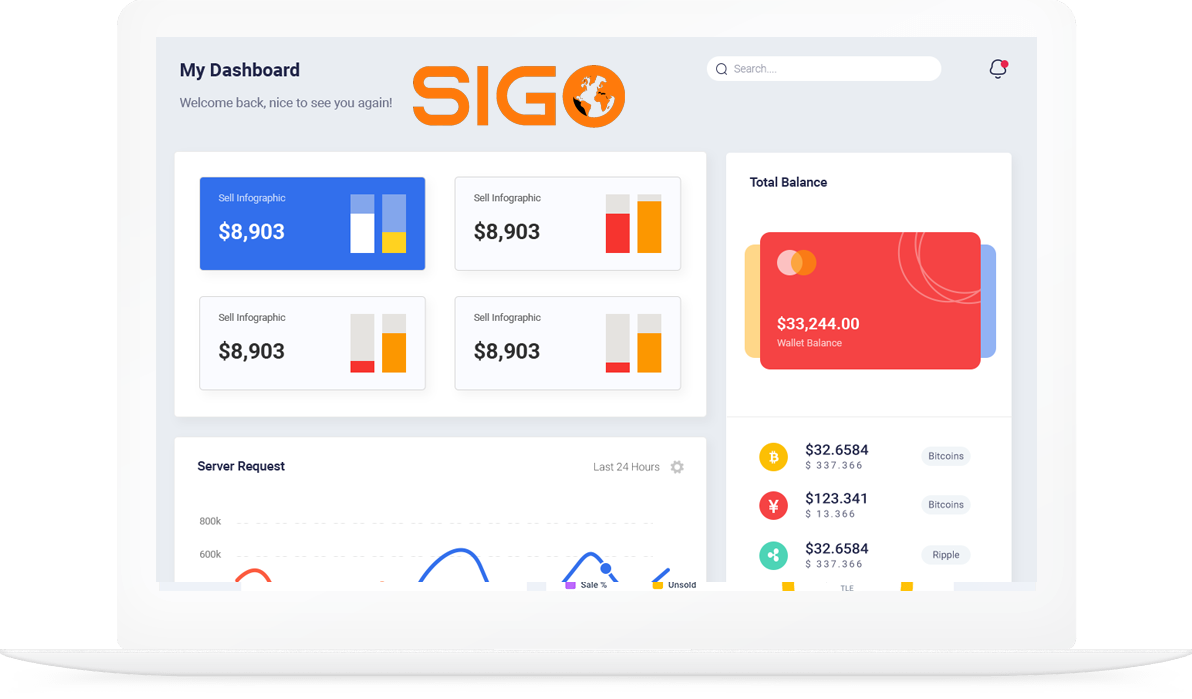 My Dashboard
Welcome back, nice to see you again!
SIGO
Search....
Sell Infographic
$8,903
Sell Infographic
$8,903
Sell Infographic
$8,903
Sell Infographic
$8,903
Total Balance
$33,244.00
Wallet Balance
Server Request
Last 24 Hours
800k
600k
Sale %
Unsold
$32.6584
$ 337.366
Bitcoins
$123.341
$ 13.366
Bitcoins
$32.6584
$ 337.366
Ripple
TLE